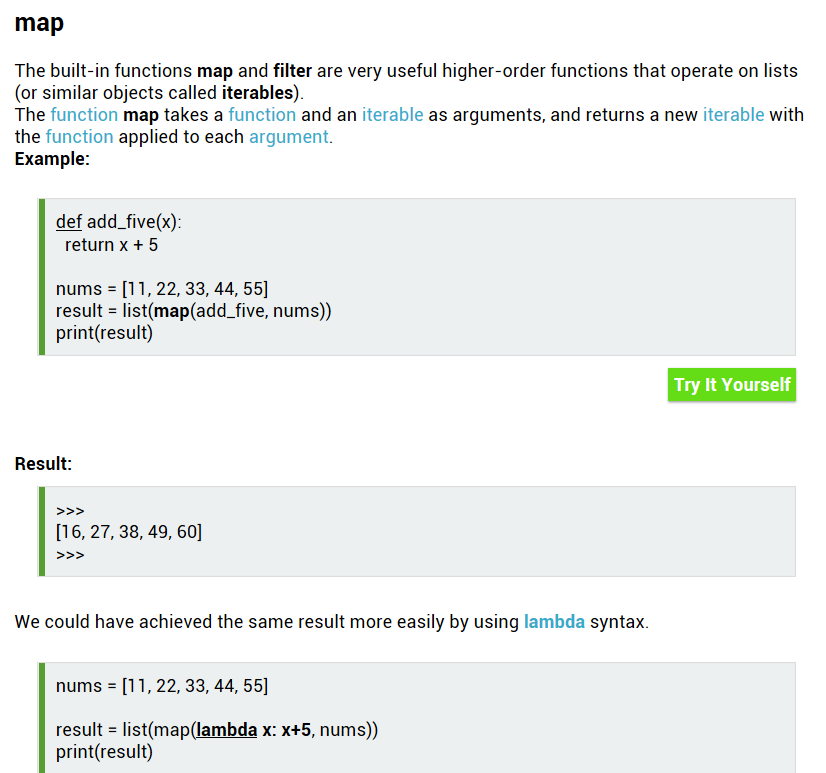 map
The built-in functions map and filter are very useful higher-order functions that operate on lists
(or similar objects called iterables).
The function map takes a function and an iterable as arguments, and returns a new iterable with
the function applied to each argument.
Example:
def add_five(x):
  return x + 5
nums = [11, 22, 33, 44, 55]
result = list(map(add_five, nums))
print(result)
Try It Yourself
Result:
>>>
[16, 27, 38, 49, 60]
>>>
We could have achieved the same result more easily by using lambda syntax.
nums = [11, 22, 33, 44, 55]
result = list(map(lambda x: x+5, nums))
print(result)